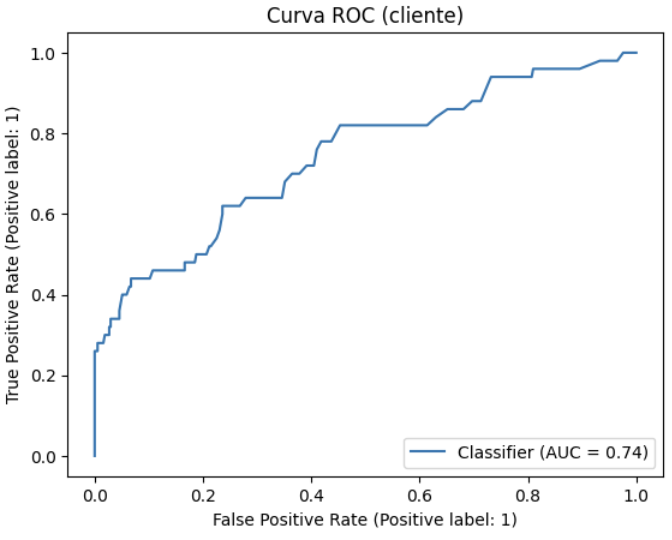 Curva ROC (cliente)
True Positive Rate (Positive label: 1)
1.0
0.8
0.6
0.4
0.2
0.0
Classifier (AUC = 0.74)
0.0 0.2 0.4 0.6 0.8 1.0
False Positive Rate (Positive label: 1)